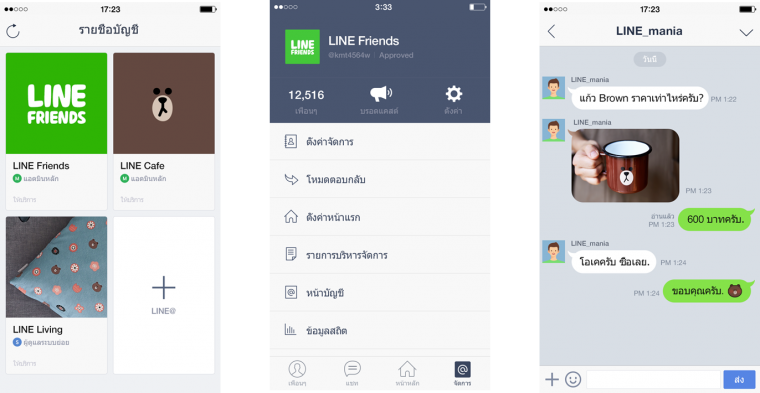 17:23
รายชื่อบัญชี
LINE
FRIENDS
LINE Friends
M แอดมินหลัก
ให้บริการ
LINE Cafe
M แอดมินหลัก
ให้บริการ
LINE Living
S ผู้ดูแลระบบย่อย
ให้บริการ
LINE@
3:33
LINE
FRIENDS
LINE Friends
@kmt4564w | Approved
12,516
เพื่อนๆ
บรอดแคสต์
ตั้งค่า
ตั้งค่าจัดการ
โหมดตอบกลับ
ตั้งค่าหน้าแรก
รายการบริหารจัดการ
หน้าบัญชี
ข้อมูลสถิติ
เพื่อนๆ
แชท
หน้าหลัก
จัดการ
17:23
LINE_mania
วันนี้
LINE_mania
แก้ว Brown ราคาเท่าไหร่ครับ?
PM 1:22
LINE_mania
PM 1:23
อ่านแล้ว
PM 1:23
600 บาทครับ.
LINE_mania
โอเคครับ ซื้อเลย.
PM 1:24
PM 1:24
ขอบคุณครับ.
ส่ง